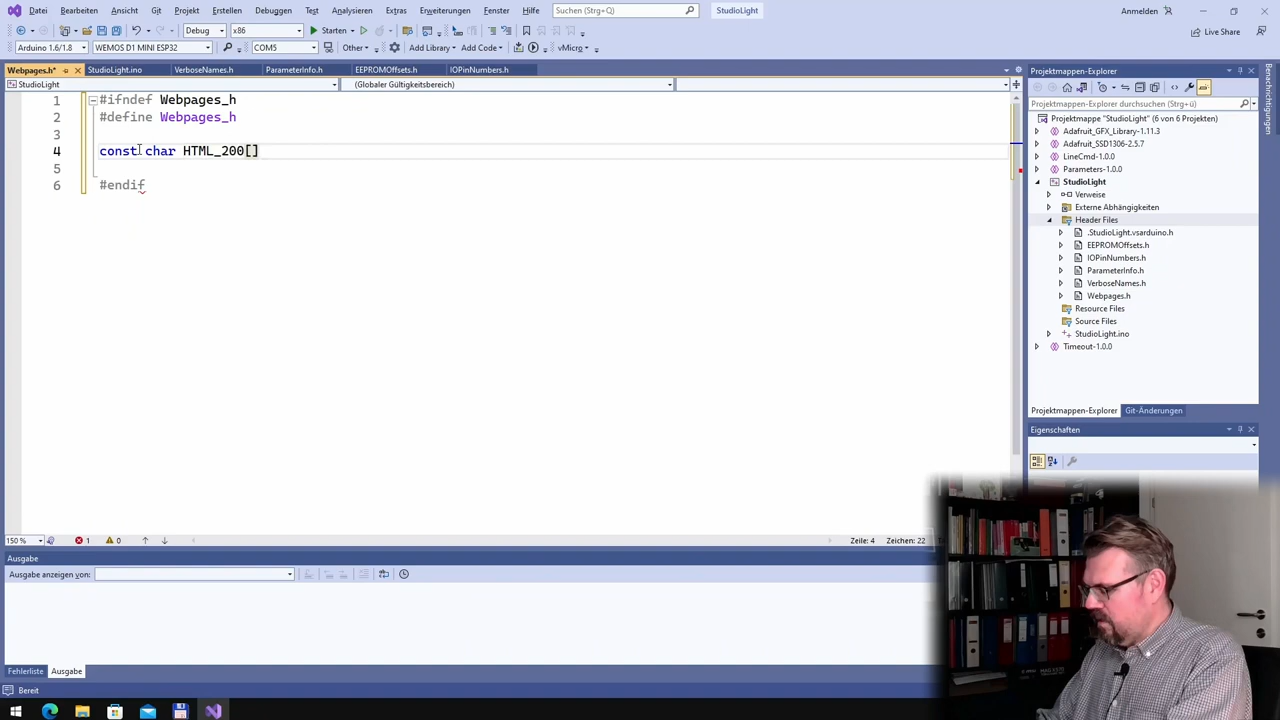 Datei Bearbeiten Ansicht Git Projekt Erstellen Debuggen Test Analysieren Extras Erweiterungen Fenster Hilfe Suchen (Strg+Q) StudioLight Anmelden
Debug x86 Starten Live Share
Arduino 1.6/1.8 WEMOS D1 MINI ESP32 COM5 Other Add Library Add Code vMicro
Webpages.h* StudioLight.ino VerboseNames.h ParameterInfo.h EEPROMOffsets.h IOPinNumbers.h
StudioLight (Globaler Gültigkeitsbereich)
1 #ifndef Webpages_h
2 #define Webpages_h
3
4 const char HTML_200[]
5
6 #endif
150 % 1 0 Zeile: 4 Zeichen: 22
Ausgabe
Ausgabe anzeigen von:
Fehlerliste Ausgabe
Bereit
Projektmappen-Explorer
Projektmappen-Explorer durchsuchen (Strg+ü)
Projektmappe "StudioLight" (6 von 6 Projekten)
Adafruit_GFX_Library-1.11.3
Adafruit_SSD1306-2.5.7
LineCmd-1.0.0
Parameters-1.0.0
StudioLight
Verweise
Externe Abhängigkeiten
Header Files
.StudioLight.vsarduino.h
EEPROMOffsets.h
IOPinNumbers.h
ParameterInfo.h
VerboseNames.h
Webpages.h
Resource Files
Source Files
StudioLight.ino
Timeout-1.0.0
Projektmappen-Explorer Git-Änderungen
Eigenschaften
Benachrichtigungen